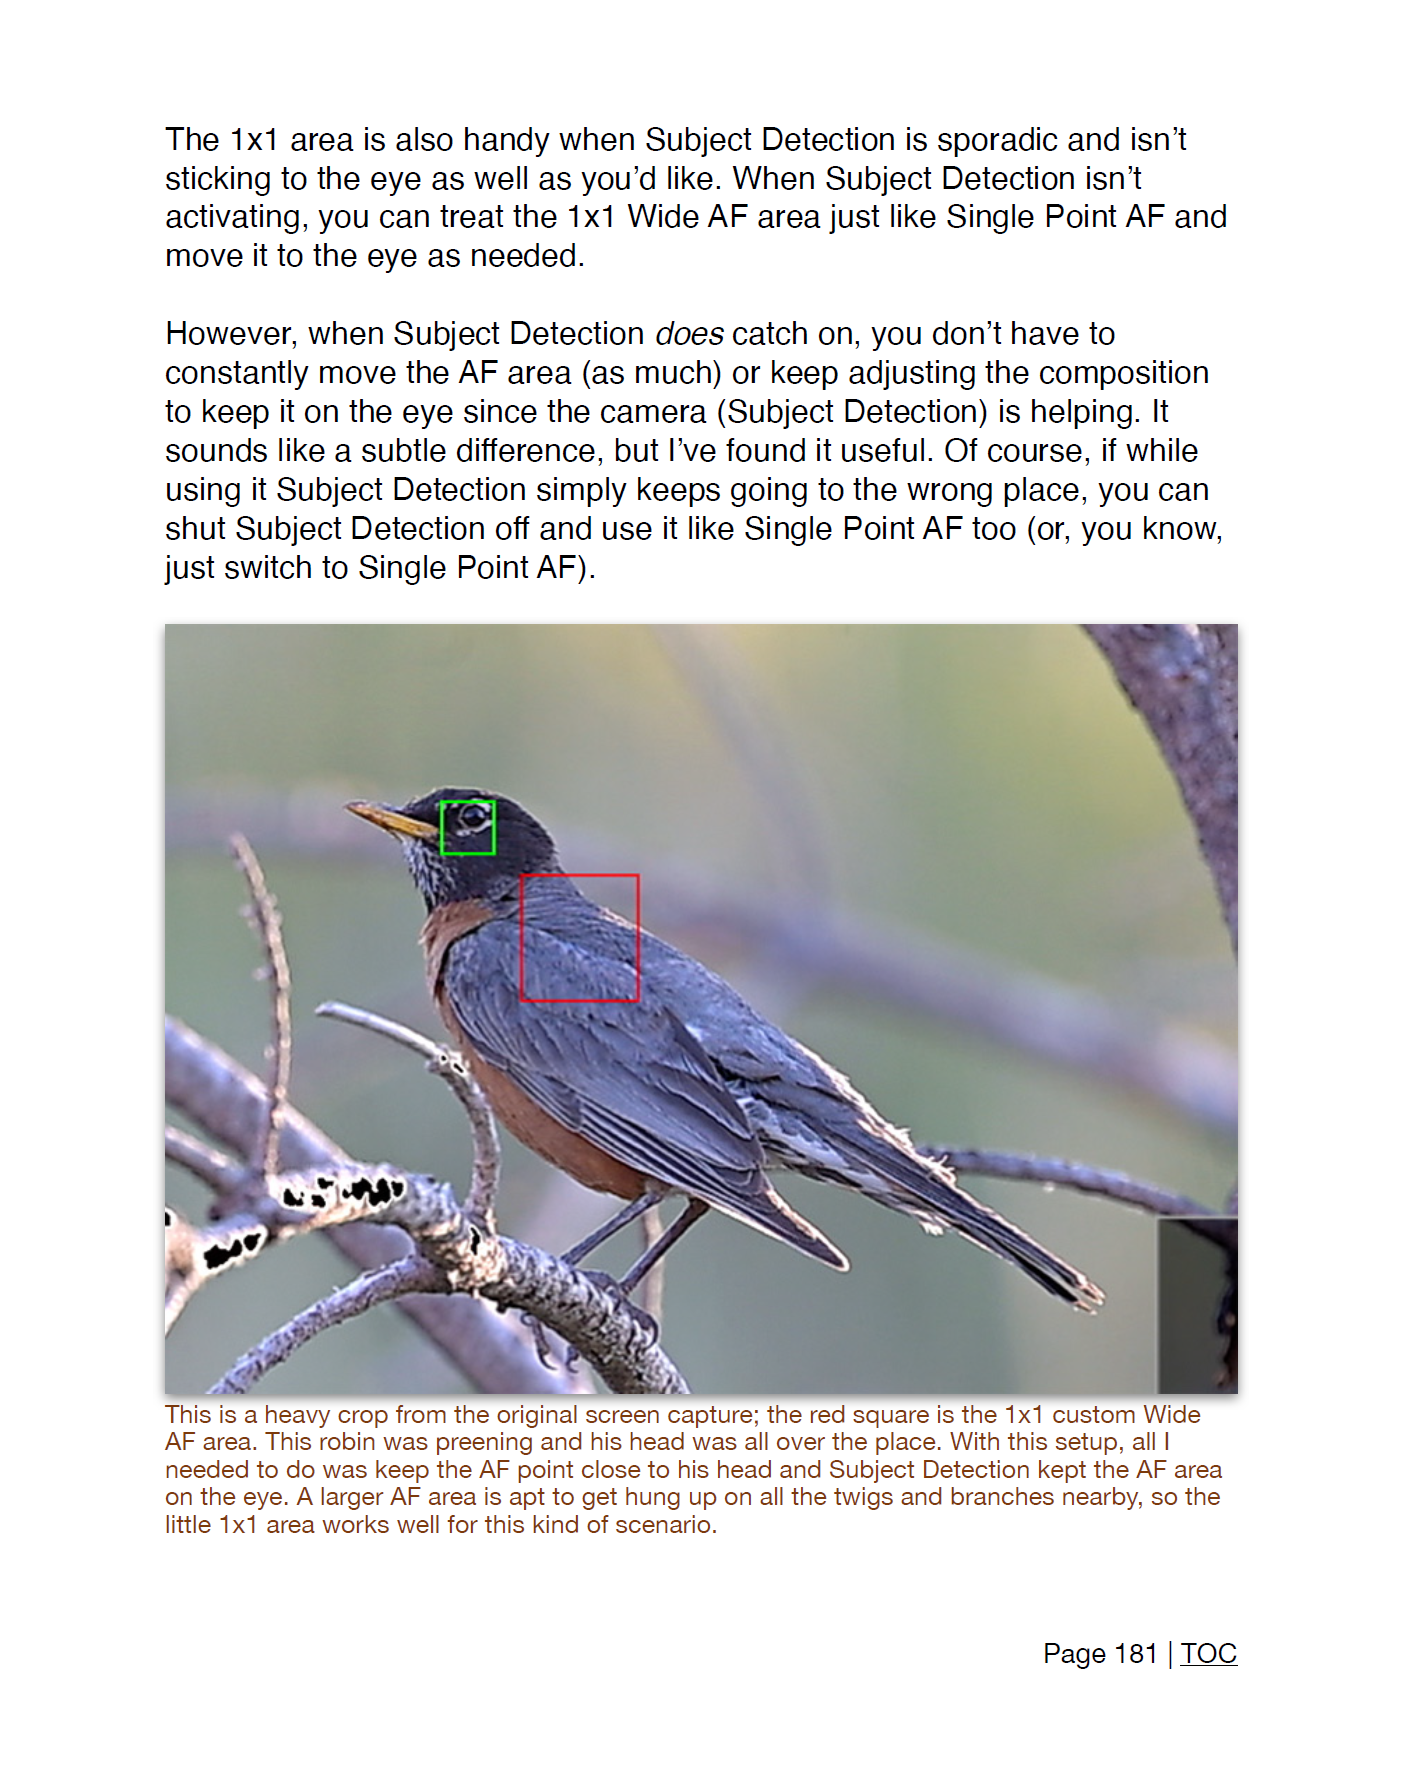 The 1x1 area is also handy when Subject Detection is sporadic and isn’t
sticking to the eye as well as you’d like. When Subject Detection isn’t
activating, you can treat the 1x1 Wide AF area just like Single Point AF and
move it to the eye as needed.
However, when Subject Detection does catch on, you don’t have to
constantly move the AF area (as much) or keep adjusting the composition
to keep it on the eye since the camera (Subject Detection) is helping. It
sounds like a subtle difference, but I’ve found it useful. Of course, if while
using it Subject Detection simply keeps going to the wrong place, you can
shut Subject Detection off and use it like Single Point AF too (or, you know,
just switch to Single Point AF).
This is a heavy crop from the original screen capture; the red square is the 1x1 custom Wide
AF area. This robin was preening and his head was all over the place. With this setup, all I
needed to do was keep the AF point close to his head and Subject Detection kept the AF area
on the eye. A larger AF area is apt to get hung up on all the twigs and branches nearby, so the
little 1x1 area works well for this kind of scenario.
Page 181 | TOC